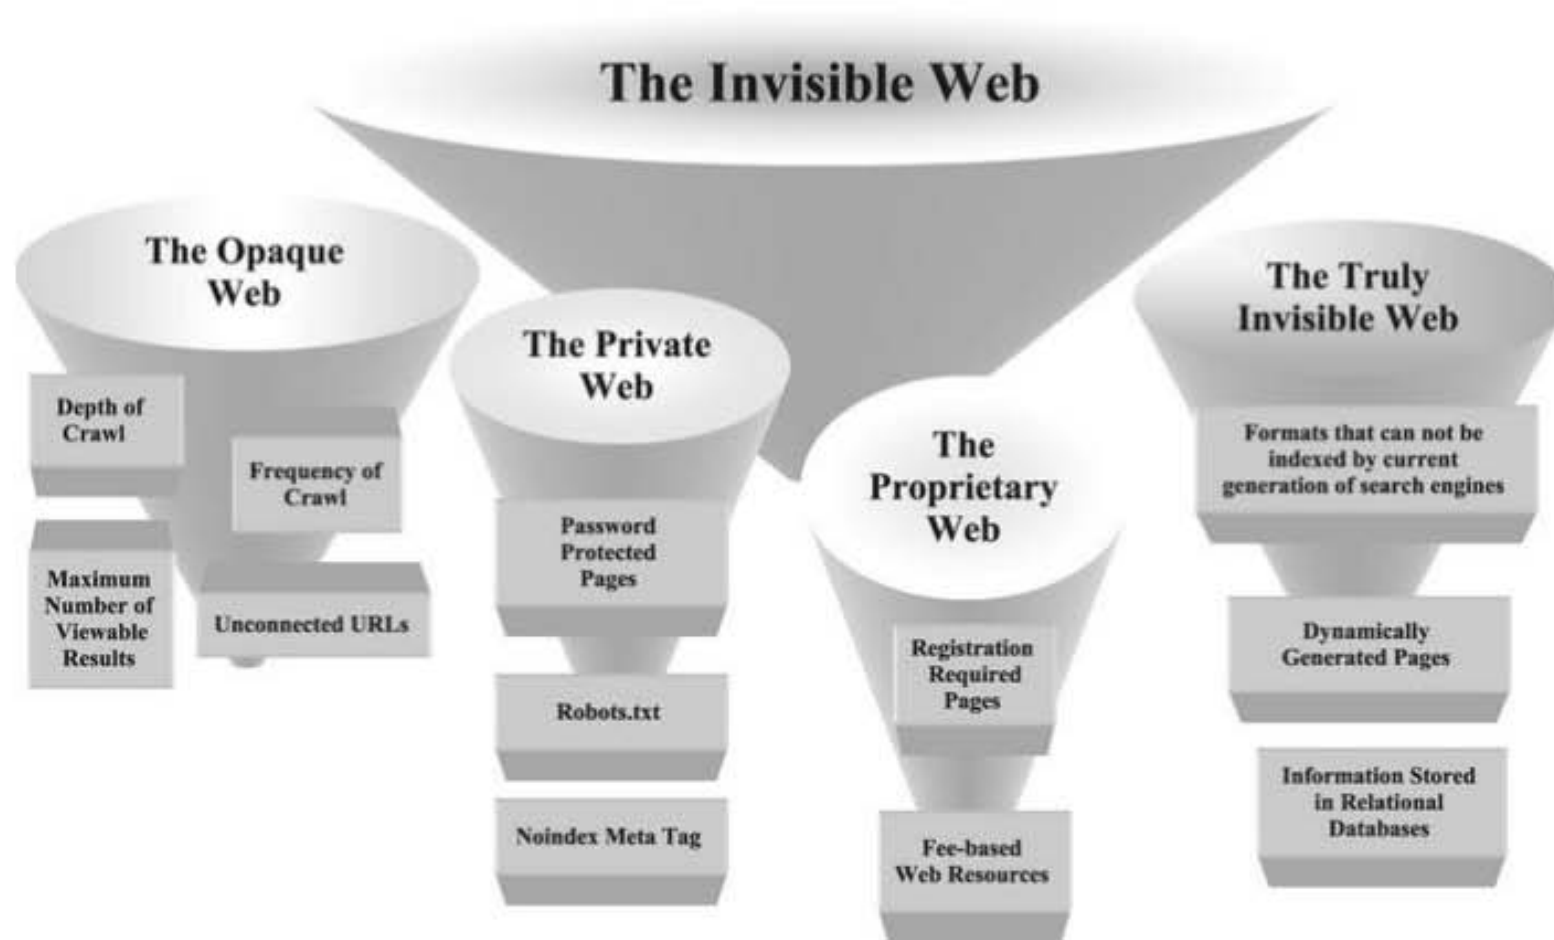 The Invisible Web
The Opaque
Web
Depth of
Crawl
Frequency of
Crawl
Maximum
Number of
Viewable
Results
Unconnected URLs
The Private
Web
Password
Protected
Pages
Robots.txt
Noindex Meta Tag
The
Proprietary
Web
Registration
Required
Pages
Fee-based
Web Resources
The Truly
Invisible Web
Formats that can not be
indexed by current
generation of search engines
Dynamically
Generated Pages
Information Stored
in Relational
Databases